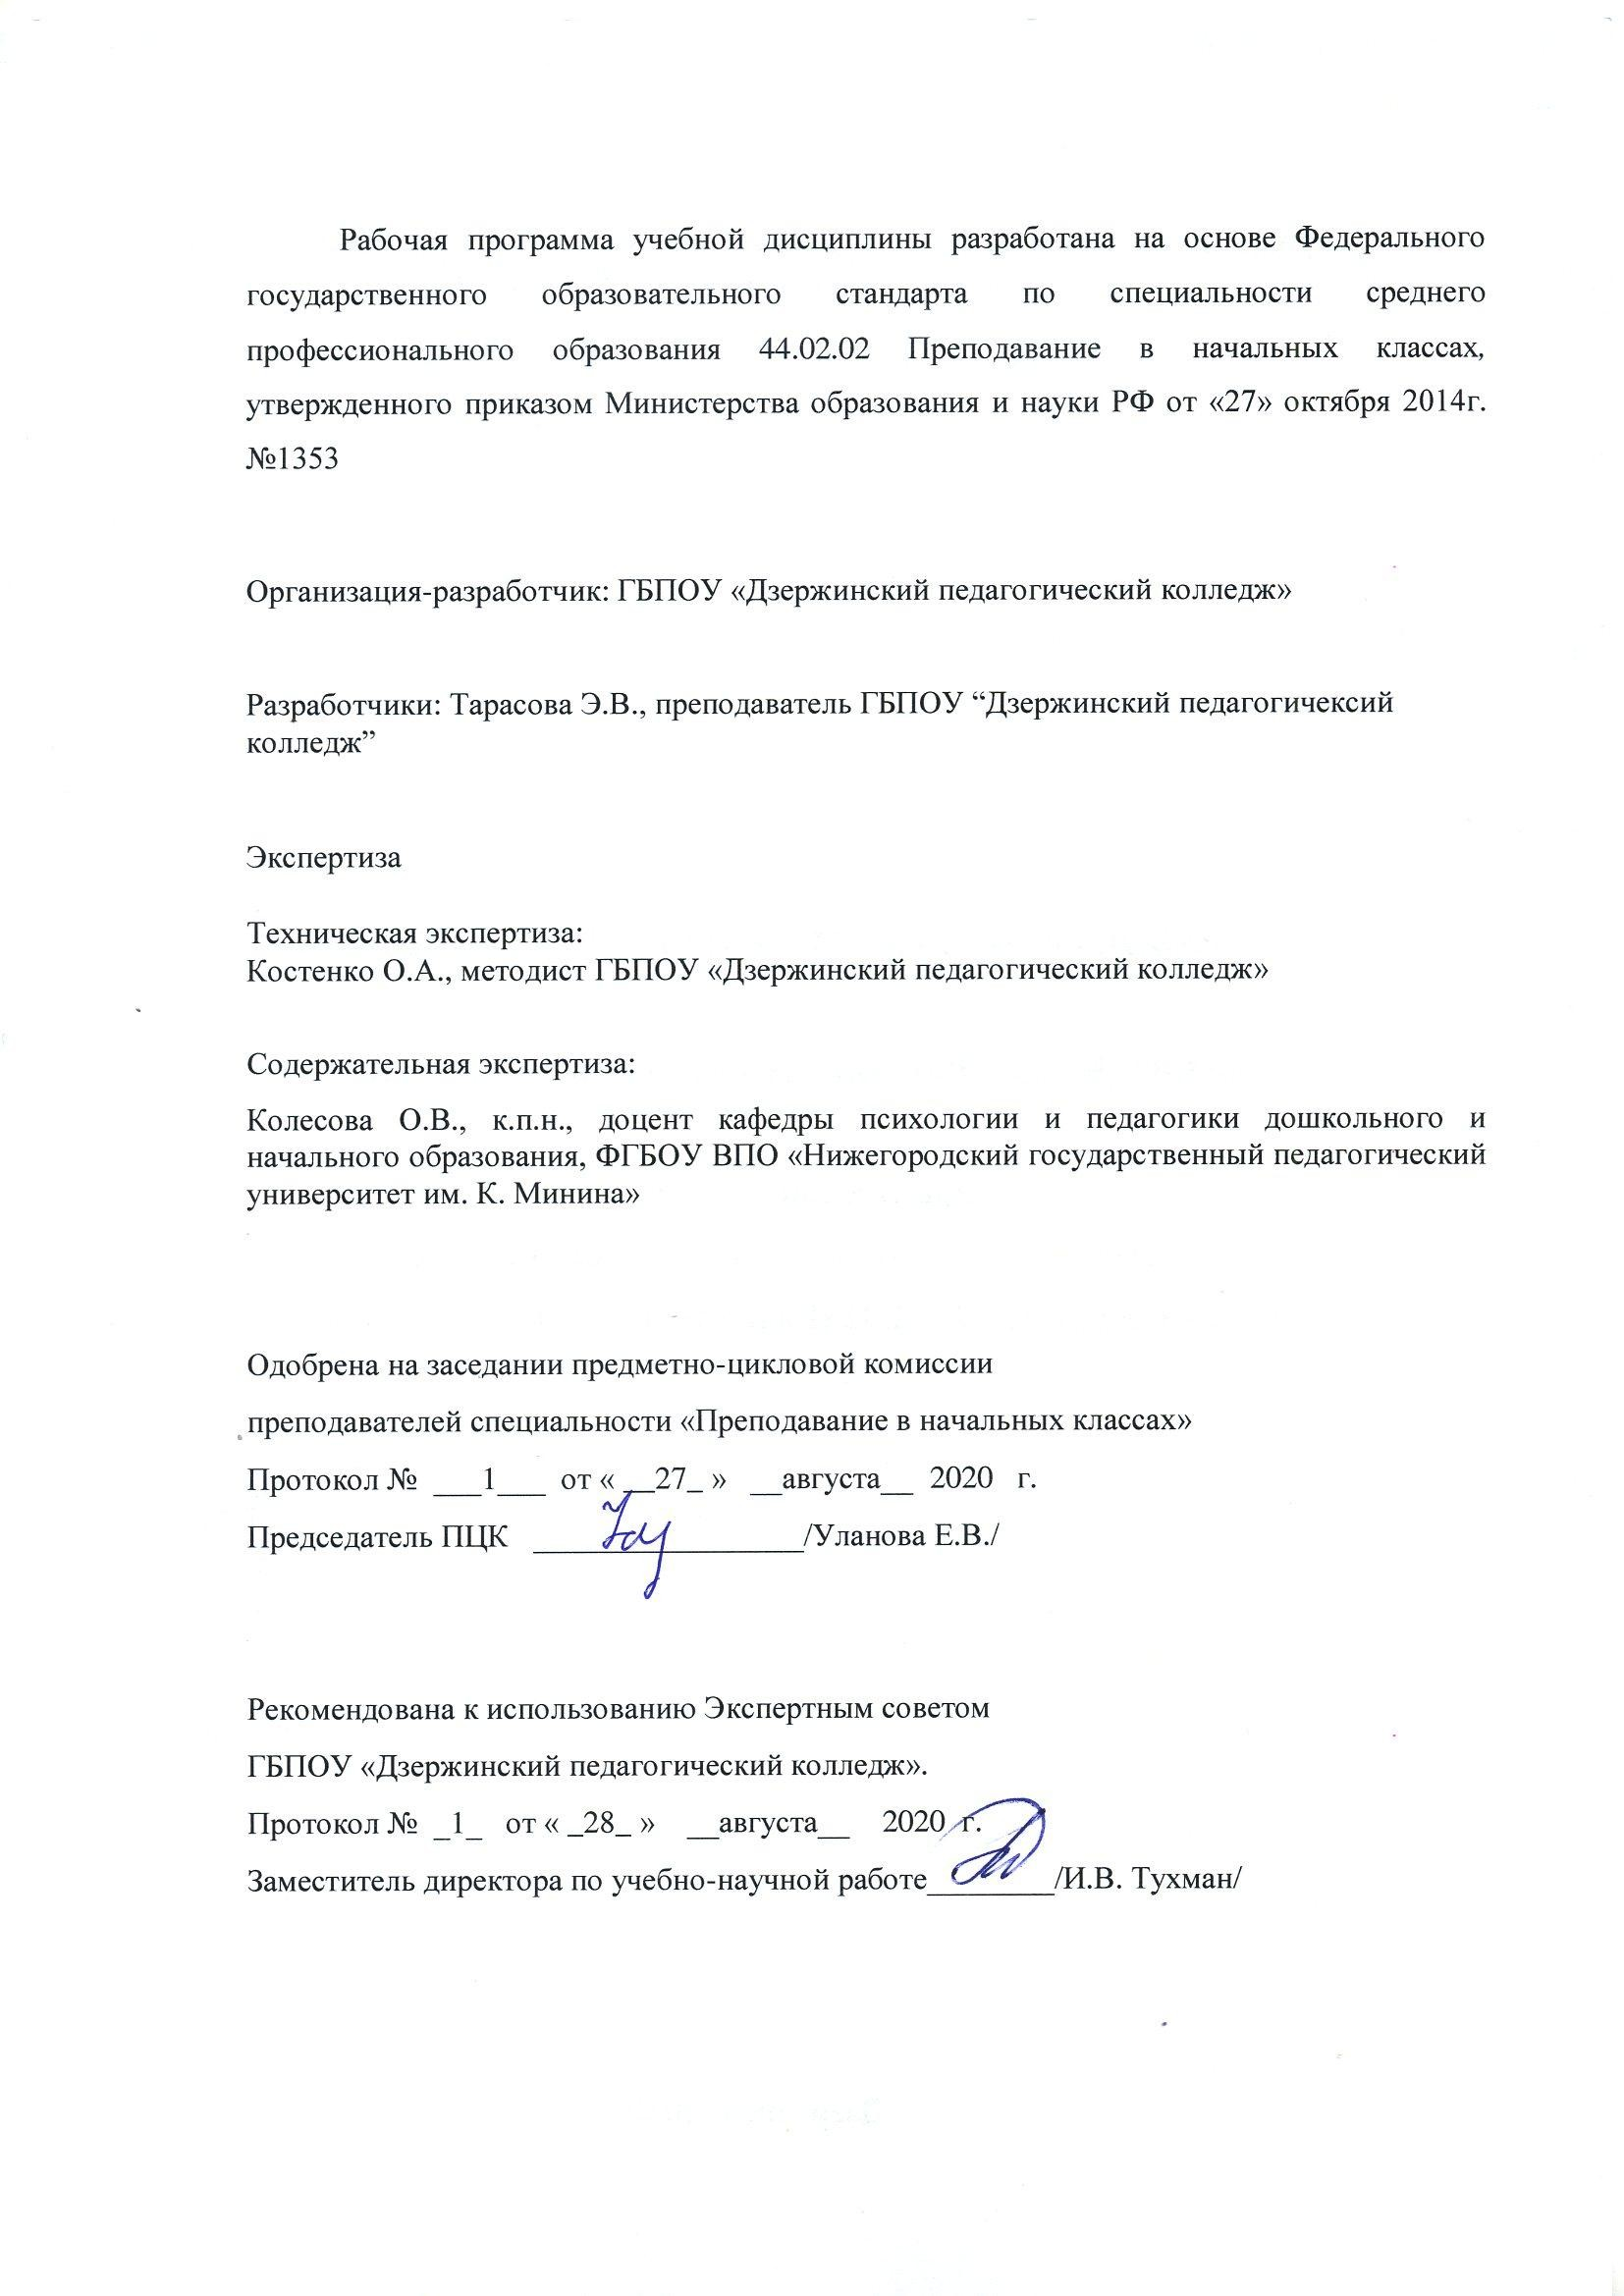 Рабочая программа учебной дисциплины разработана на основе Федерального
государственного образовательного стандарта по специальности среднего
профессионального образования 44.02.02 Преподавание в начальных классах,
утвержденного приказом Министерства образования и науки РФ от «27» октября 2014г.
№1353
Организация-разработчик: ГБПОУ «Дзержинский педагогический колледж»
Разработчики: Тарасова Э.В., преподаватель ГБПОУ “Дзержинский педагогичексий
колледж”
Экспертиза
Техническая экспертиза:
Костенко О.А., методист ГБПОУ «Дзержинский педагогический колледж»
Содержательная экспертиза:
Колесова О.В., к.п.н., доцент кафедры психологии и педагогики дошкольного и
начального образования, ФГБОУ ВПО «Нижегородский государственный педагогический
университет им. К. Минина»
Одобрена на заседании предметно-цикловой комиссии
преподавателей специальности «Преподавание в начальных классах»
Протокол № ___1___ от « __27_ » __августа__ 2020 г.
Председатель ПЦК _________________/Уланова Е.В./
Рекомендована к использованию Экспертным советом
ГБПОУ «Дзержинский педагогический колледж».
Протокол № _1_ от « _28_ » __августа__ 2020 г.
Заместитель директора по учебно-научной работе________/И.В. Тухман/